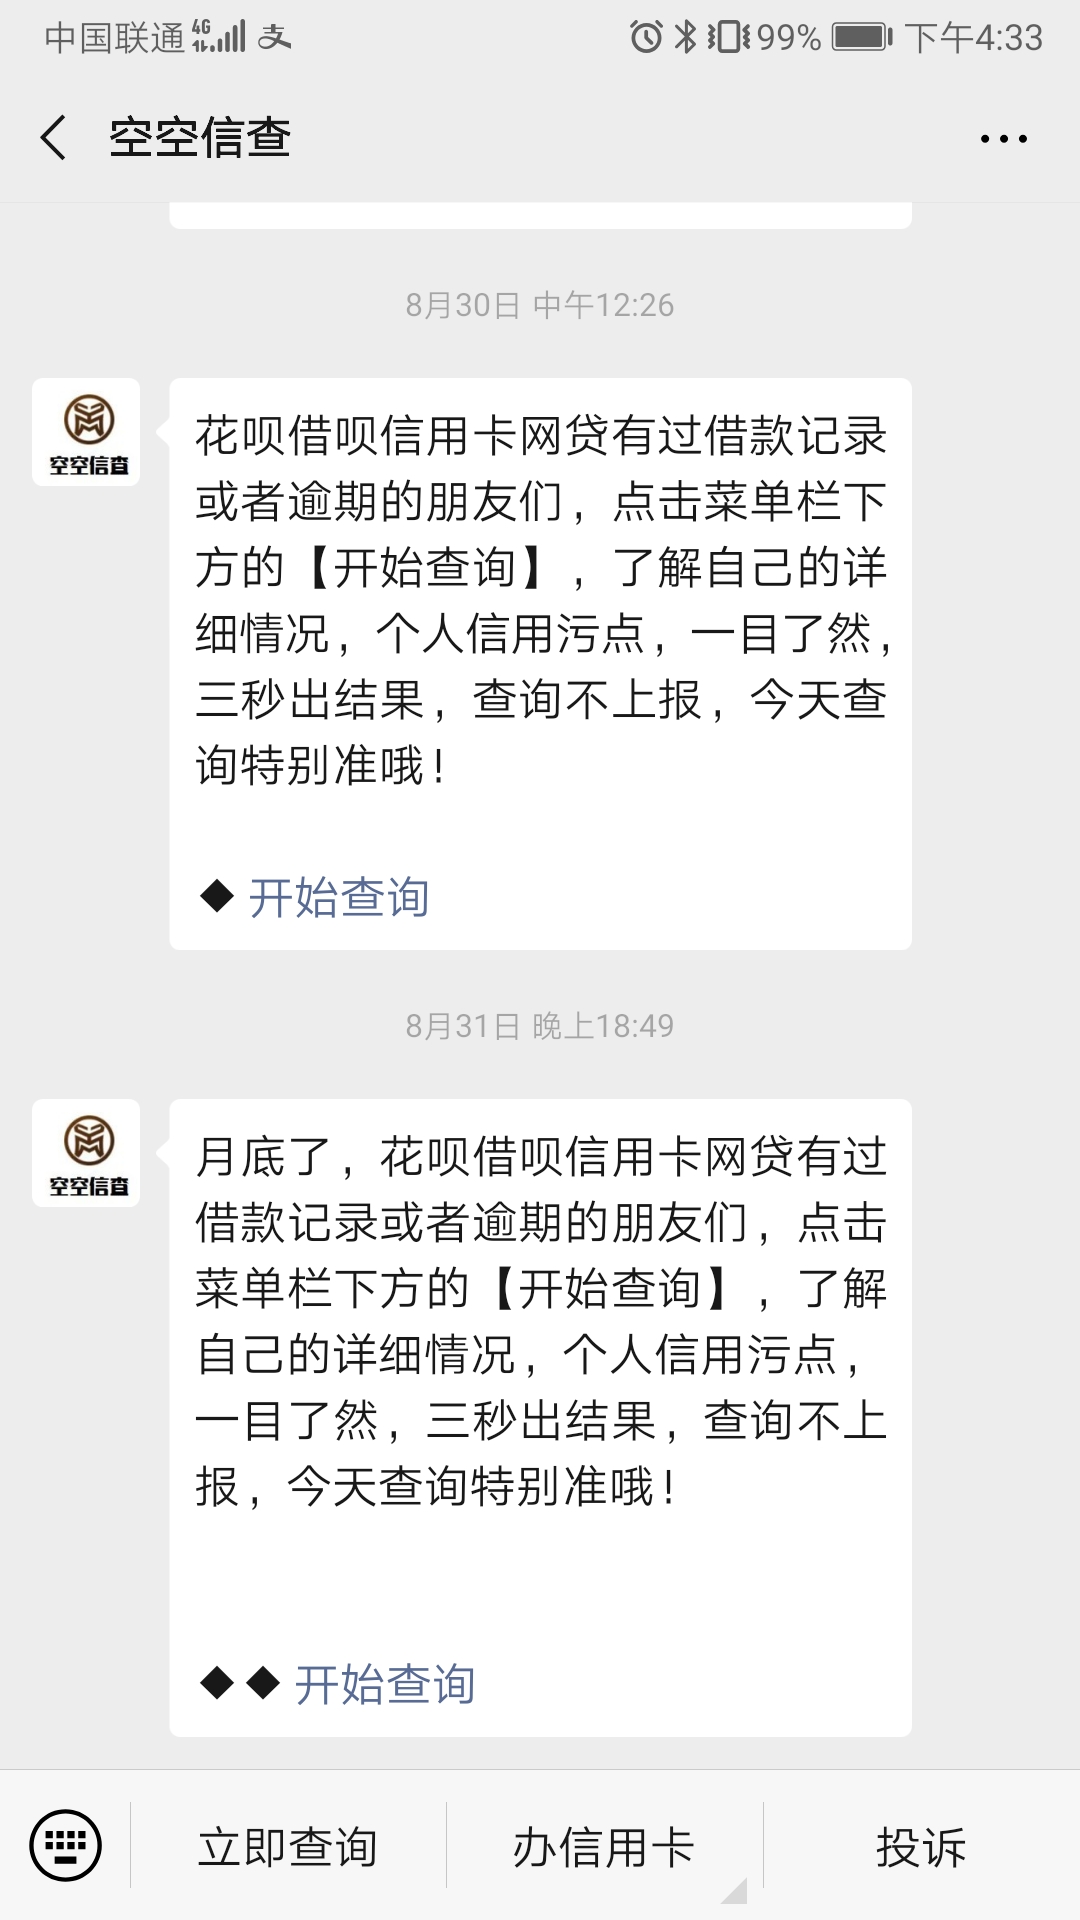 中国联通 4G 支 99% 下午4:33
空空信查
8月30日 中午12:26
空空信查
花呗借呗信用卡网贷有过借款记录
或者逾期的朋友们，点击菜单栏下
方的【开始查询】，了解自己的详
细情况，个人信用污点，一目了然，
三秒出结果，查询不上报，今天查
询特别准哦！
◆ 开始查询
8月31日 晚上18:49
空空信查
月底了，花呗借呗信用卡网贷有过
借款记录或者逾期的朋友们，点击
菜单栏下方的【开始查询】，了解
自己的详细情况，个人信用污点，
一目了然，三秒出结果，查询不上
报，今天查询特别准哦！
◆ ◆ 开始查询
立即查询
办信用卡
投诉